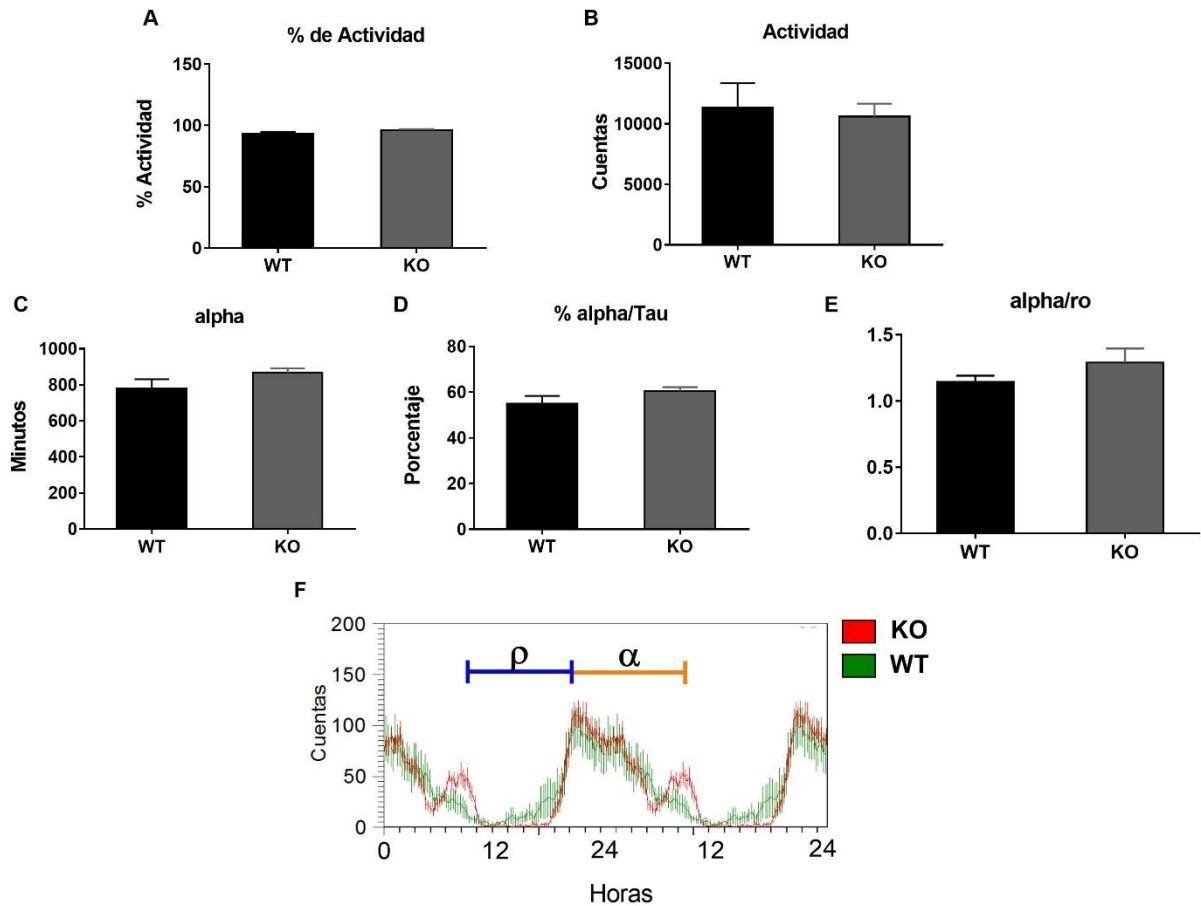 A
% de Actividad
% Actividad
150
100
50
0
WT
KO
B
Actividad
Cuentas
15000
10000
5000
0
WT
KO
C
alpha
Minutos
1000
800
600
400
200
0
WT
KO
D
% alpha/Tau
Porcentaje
80
60
40
20
0
WT
KO
E
alpha/ro
1.5
1.0
0.5
0.0
WT
KO
F
Cuentas
200
150
100
50
0
ρ
α
KO
WT
0
12
24
12
24
Horas